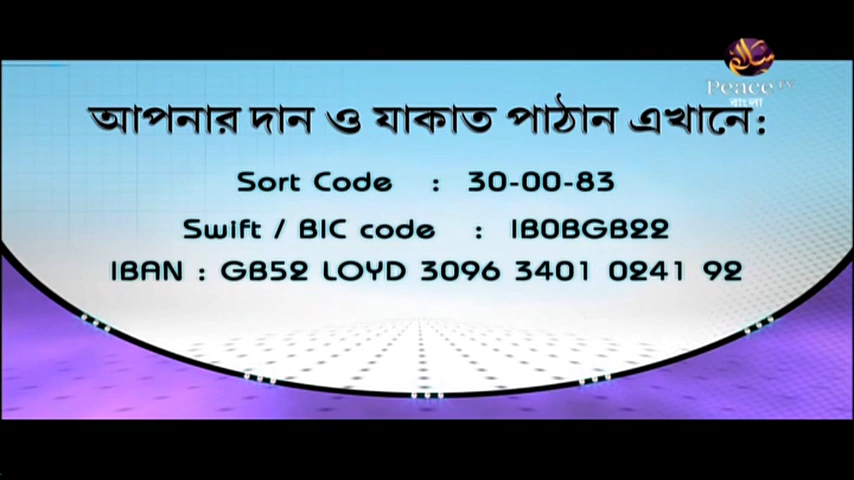 Peace TV
বাংলা
আপনার দান ও যাকাত পাঠান এখানে:
Sort Code : 30-00-83
Swift / BIC code : IBOBGB22
IBAN : GB52 LOYD 3096 3401 0241 92